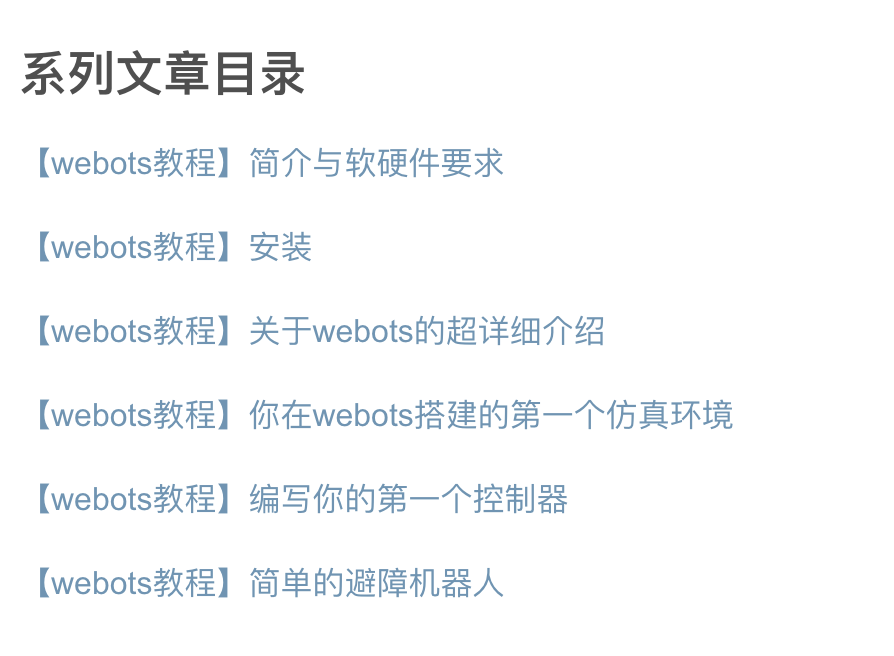 系列文章目录
【webots教程】简介与软硬件要求
【webots教程】安装
【webots教程】关于webots的超详细介绍
【webots教程】你在webots搭建的第一个仿真环境
【webots教程】编写你的第一个控制器
【webots教程】简单的避障机器人